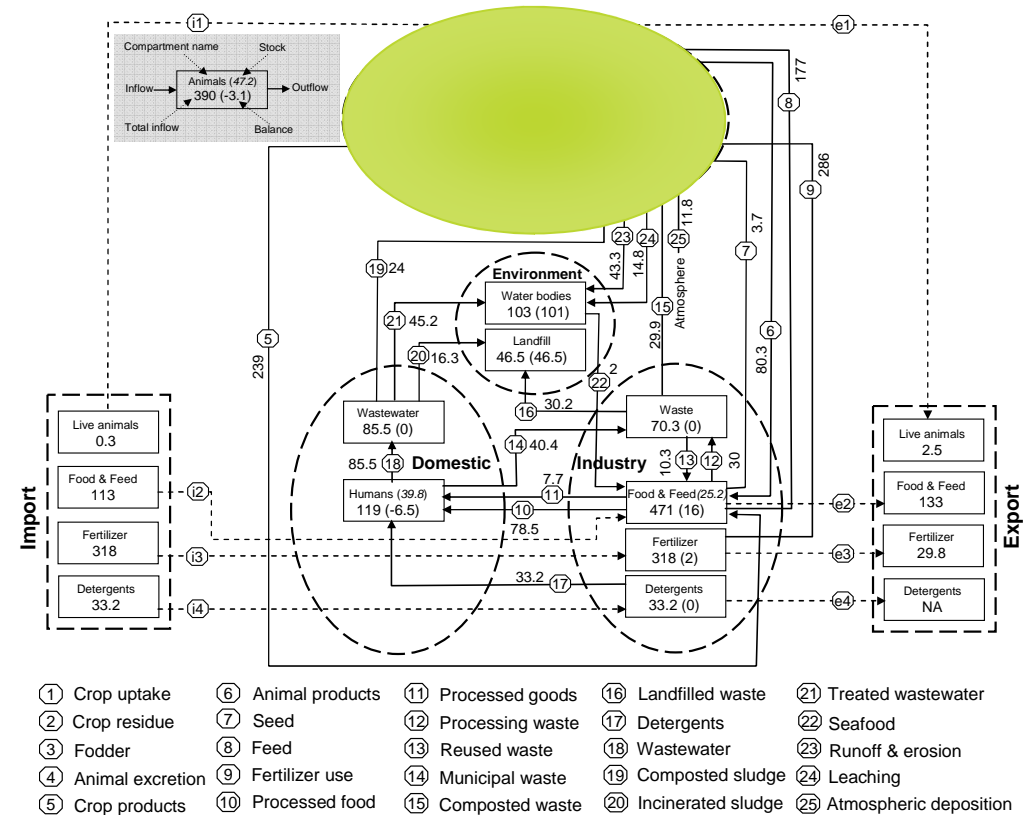 i1
e1
Compartment name
Stock
Animals (47.2)
390 (-3.1)
Inflow
Outflow
Total inflow
Balance
177
8
286
9
3.7
7
11.8
25
Atmosphere
14.8
24
43.3
23
19
24
Environment
Water bodies
103 (101)
21
45.2
Landfill
46.5 (46.5)
20
16.3
15
29.9
2
22
6
80.3
5
239
16
30.2
Wastewater
85.5 (0)
Waste
70.3 (0)
14
40.4
85.5
18
Domestic
Industry
10.3
13
12
30
7.7
11
Humans (39.8)
119 (-6.5)
10
78.5
Food & Feed (25.2)
471 (16)
Fertilizer
318 (2)
33.2
17
Detergents
33.2 (0)
Import
Live animals
0.3
Food & Feed
113
i2
Fertilizer
318
i3
Detergents
33.2
i4
Export
Live animals
2.5
e2
Food & Feed
133
e3
Fertilizer
29.8
e4
Detergents
NA
1 Crop uptake
2 Crop residue
3 Fodder
4 Animal excretion
5 Crop products
6 Animal products
7 Seed
8 Feed
9 Fertilizer use
10 Processed food
11 Processed goods
12 Processing waste
13 Reused waste
14 Municipal waste
15 Composted waste
16 Landfilled waste
17 Detergents
18 Wastewater
19 Composted sludge
20 Incinerated sludge
21 Treated wastewater
22 Seafood
23 Runoff & erosion
24 Leaching
25 Atmospheric deposition